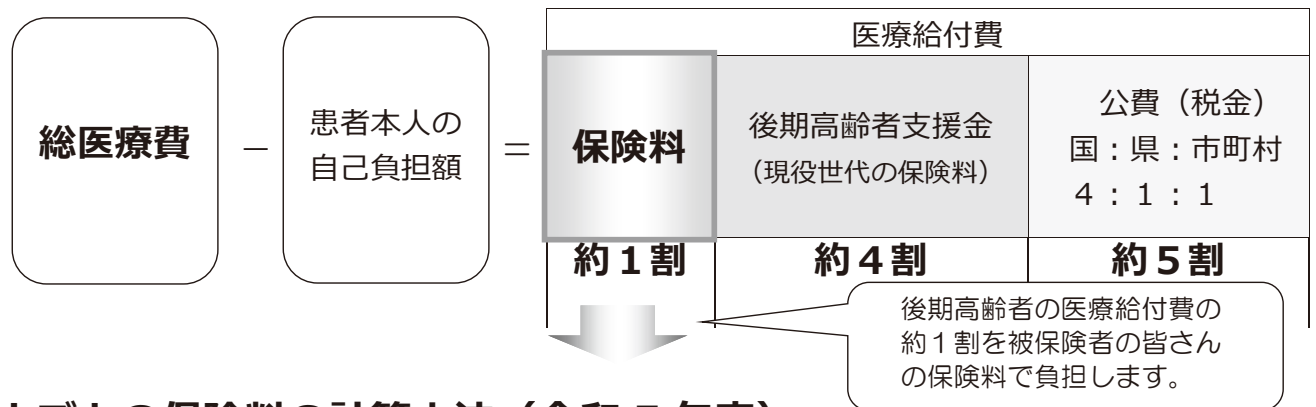 総医療費
－
患者本人の
自己負担額
＝
医療給付費
保険料
後期高齢者支援金
（現役世代の保険料）
公費（税金）
国：県：市町村
４：１：１
約１割
約４割
約５割
後期高齢者の医療給付費の
約１割を被保険者の皆さん
の保険料で負担します。